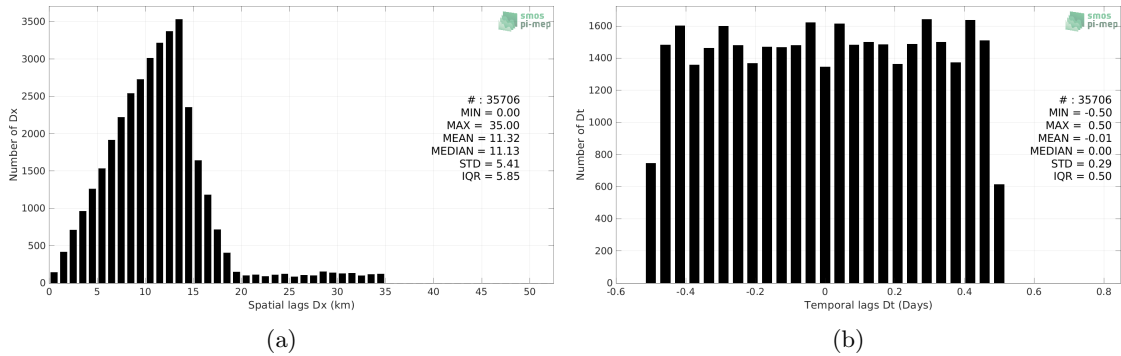 3500
3000
2500
2000
1500
1000
500
0
Number of Dx
smos
pi-mep
# : 35706
MIN = 0.00
MAX = 35.00
MEAN = 11.32
MEDIAN = 11.13
STD = 5.41
IQR = 5.85
0 5 10 15 20 25 30 35 40 45 50
Spatial lags Dx (km)
(a)
1600
1400
1200
1000
800
600
400
200
0
Number of Dt
smos
pi-mep
# : 35706
MIN = -0.50
MAX = 0.50
MEAN = -0.01
MEDIAN = 0.00
STD = 0.29
IQR = 0.50
-0.6 -0.4 -0.2 0 0.2 0.4 0.6 0.8
Temporal lags Dt (Days)
(b)